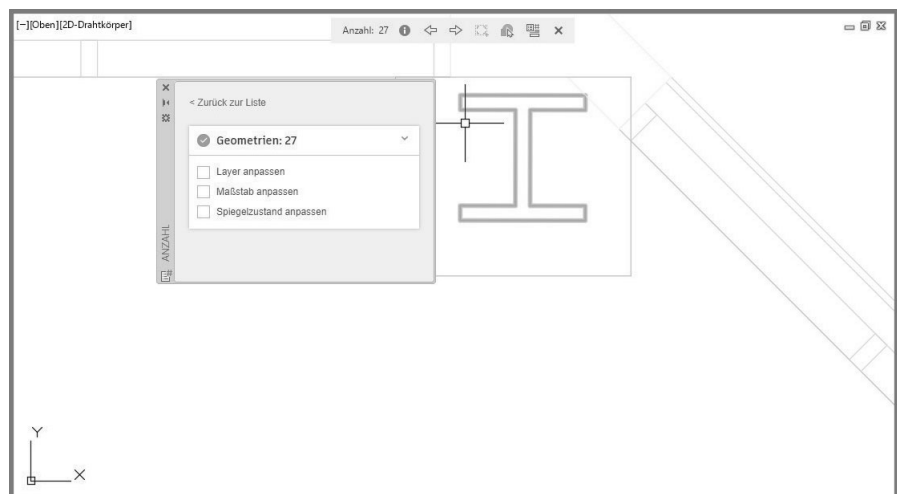 [−][Oben][2D-Drahtkörper]
Anzahl: 27
< Zurück zur Liste
Geometrien: 27
Layer anpassen
Maßstab anpassen
Spiegelzustand anpassen
ANZAHL
Y
X